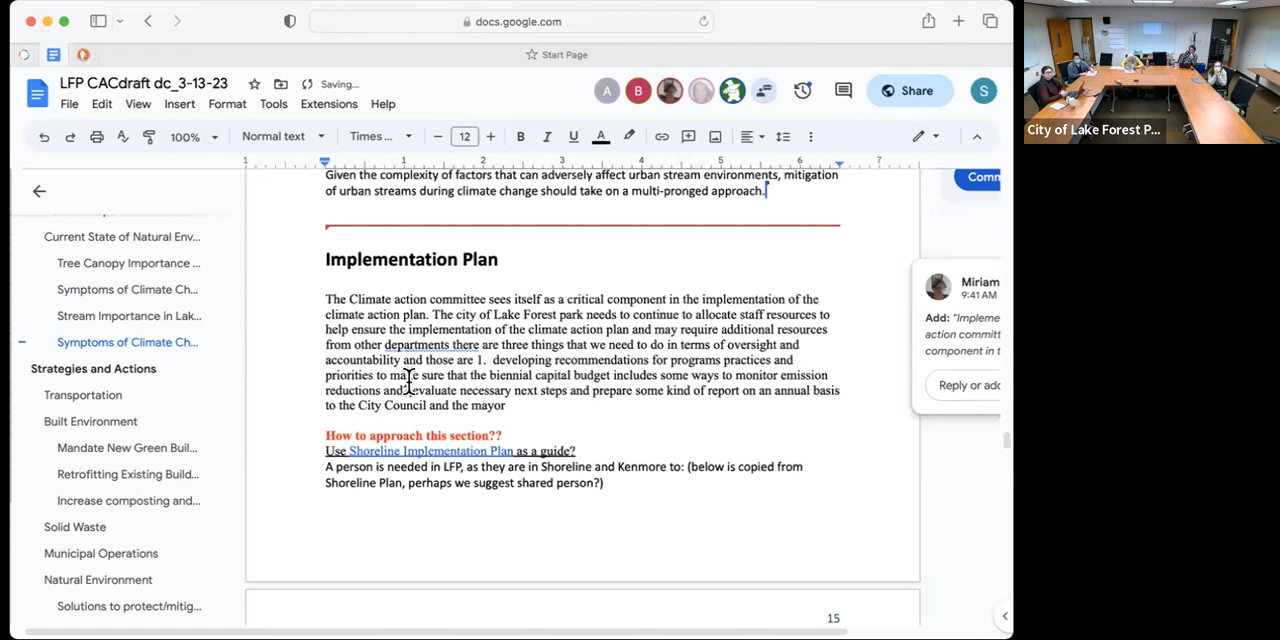 docs.google.com
Start Page
LFP CACdraft dc_3-13-23
Saving...
A
B
Share
S
File Edit View Insert Format Tools Extensions Help
100%
Normal text
Times ...
12
B I U A
1 1 2 3 4 5 6 7
Current State of Natural Env...
Tree Canopy Importance ...
Symptoms of Climate Ch...
Stream Importance in Lak...
Symptoms of Climate Ch...
Strategies and Actions
Transportation
Built Environment
Mandate New Green Buil...
Retrofitting Existing Build...
Increase composting and...
Solid Waste
Municipal Operations
Natural Environment
Solutions to protect/mitig...
Given the complexity of factors that can adversely affect urban stream environments, mitigation
of urban streams during climate change should take on a multi-pronged approach.
Implementation Plan
The Climate action committee sees itself as a critical component in the implementation of the
climate action plan. The city of Lake Forest park needs to continue to allocate staff resources to
help ensure the implementation of the climate action plan and may require additional resources
from other departments there are three things that we need to do in terms of oversight and
accountability and those are 1.  developing recommendations for programs practices and
priorities to make sure that the biennial capital budget includes some ways to monitor emission
reductions and evaluate necessary next steps and prepare some kind of report on an annual basis
to the City Council and the mayor
How to approach this section??
Use Shoreline Implementation Plan as a guide?
A person is needed in LFP, as they are in Shoreline and Kenmore to: (below is copied from
Shoreline Plan, perhaps we suggest shared person?)
15
Comm
Miriam
9:41 AM
Add: "Impleme
action committ
component in t
Reply or add
City of Lake Forest P...